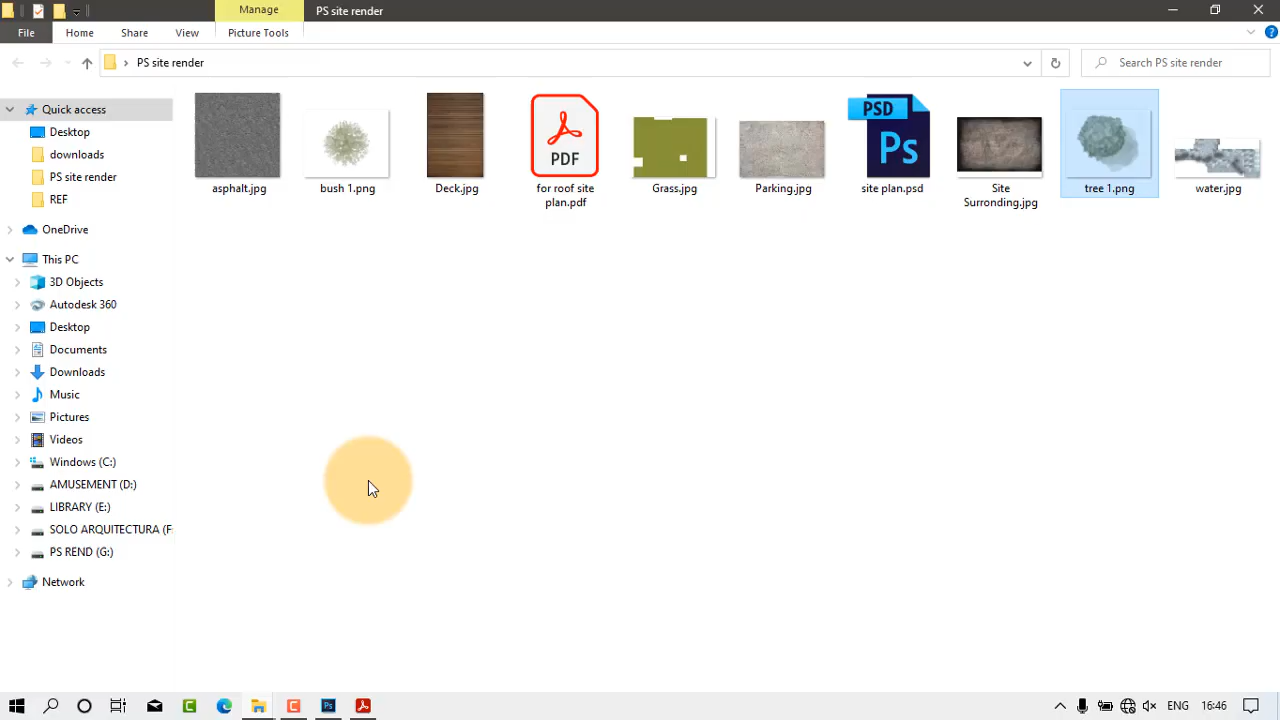 Manage
PS site render
File
Home
Share
View
Picture Tools
PS site render
Search PS site render
Quick access
Desktop
downloads
PS site render
REF
OneDrive
This PC
3D Objects
Autodesk 360
Desktop
Documents
Downloads
Music
Pictures
Videos
Windows (C:)
AMUSEMENT (D:)
LIBRARY (E:)
SOLO ARQUITECTURA (F:
PS REND (G:)
Network
asphalt.jpg
bush 1.png
Deck.jpg
PDF
for roof site
plan.pdf
Grass.jpg
Parking.jpg
PSD
Ps
site plan.psd
Site
Surronding.jpg
tree 1.png
water.jpg
C
C
Ps
ENG
16:46